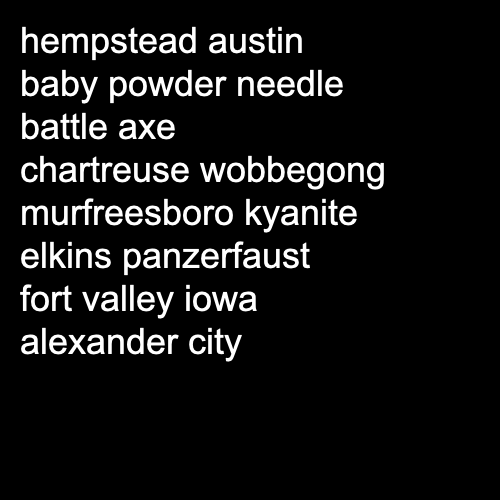 hempstead austin
baby powder needle
battle axe
chartreuse wobbegong
murfreesboro kyanite
elkins panzerfaust
fort valley iowa
alexander city